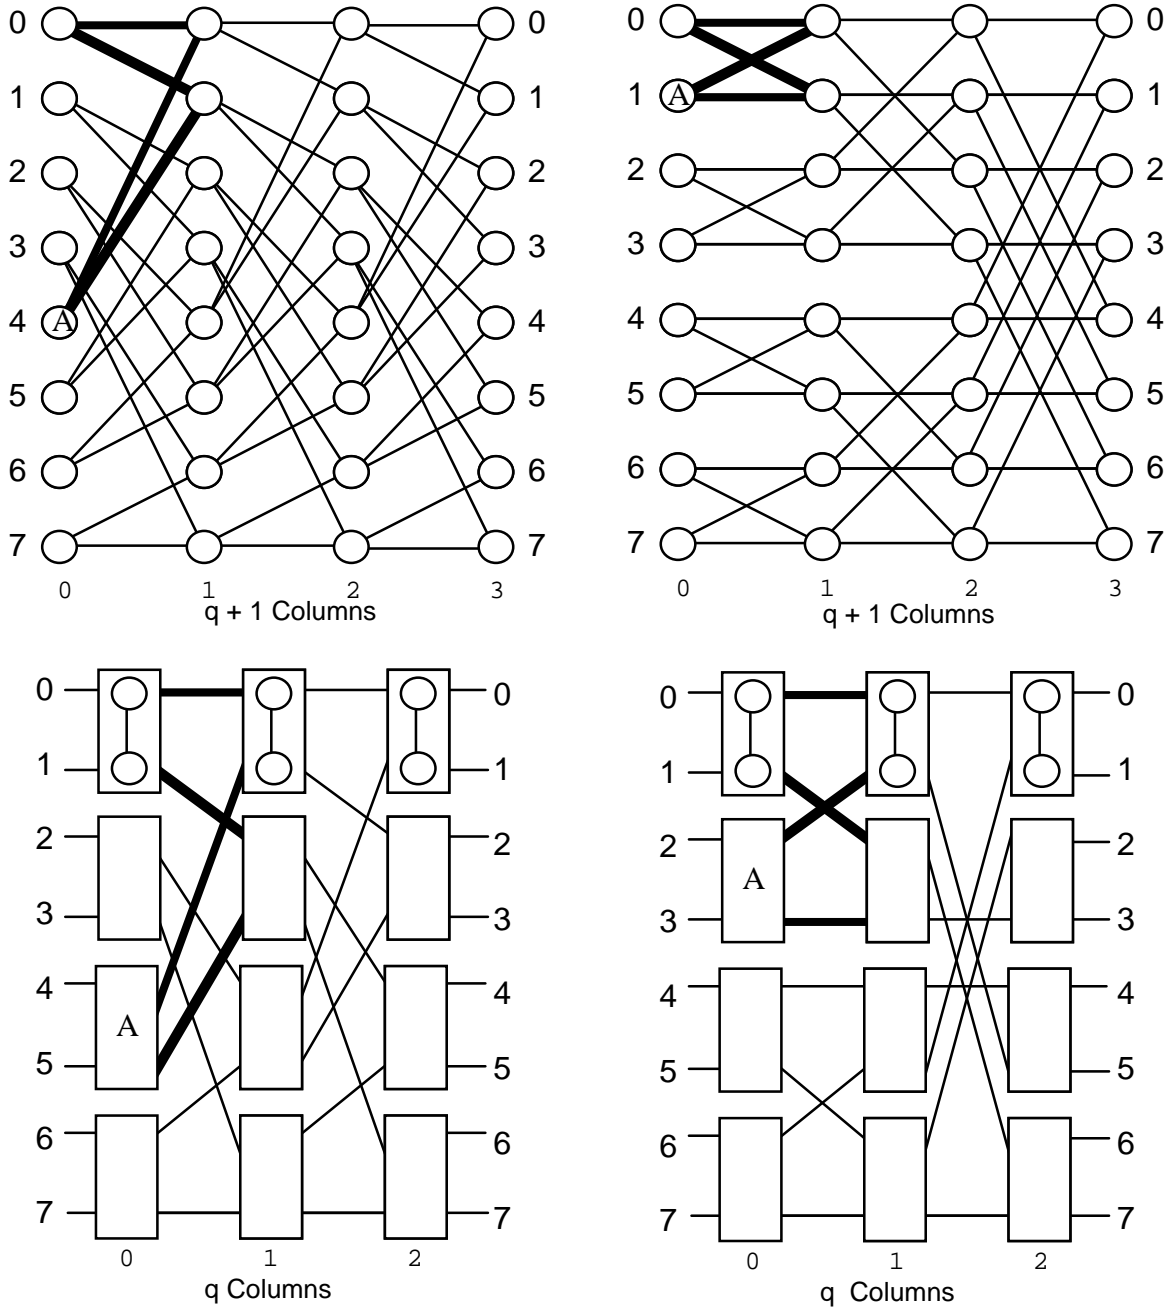 0 0 0 0
1 1 1 A 1
2 2 2 2
3 3 3 3
4 A 4 4 4
5 5 5 5
6 6 6 6
7 7 7 7
0 1 2 3 0 1 2 3
q + 1 Columns q + 1 Columns
0 0 0 0
1 1 1 1
2 2 2 2
A
3 3 3 3
4 4 4 4
A
5 5 5 5
6 6 6 6
7 7 7 7
0 1 2 0 1 2
q Columns q Columns